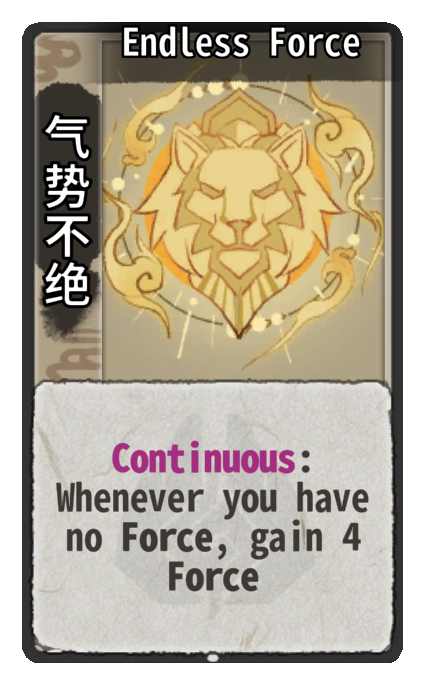 Endless Force
气势不绝
Continuous:
Whenever you have
no Force, gain 4
Force